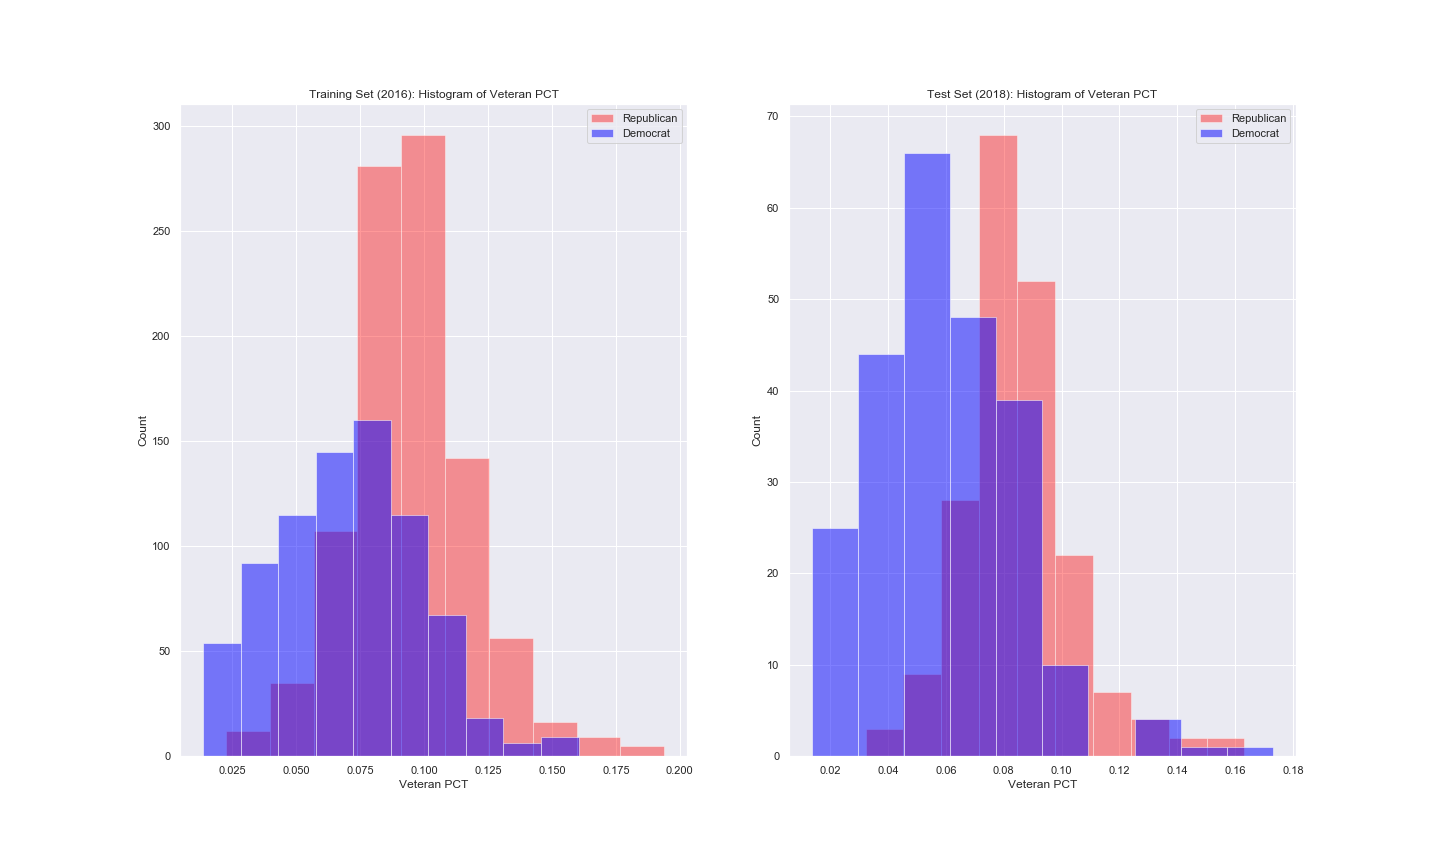 Training Set (2016): Histogram of Veteran PCT
Republican
Democrat
300
250
200
150
100
50
0
Count
0.025 0.050 0.075 0.100 0.125 0.150 0.175 0.200
Veteran PCT
Test Set (2018): Histogram of Veteran PCT
Republican
Democrat
70
60
50
40
30
20
10
0
Count
0.02 0.04 0.06 0.08 0.10 0.12 0.14 0.16 0.18
Veteran PCT